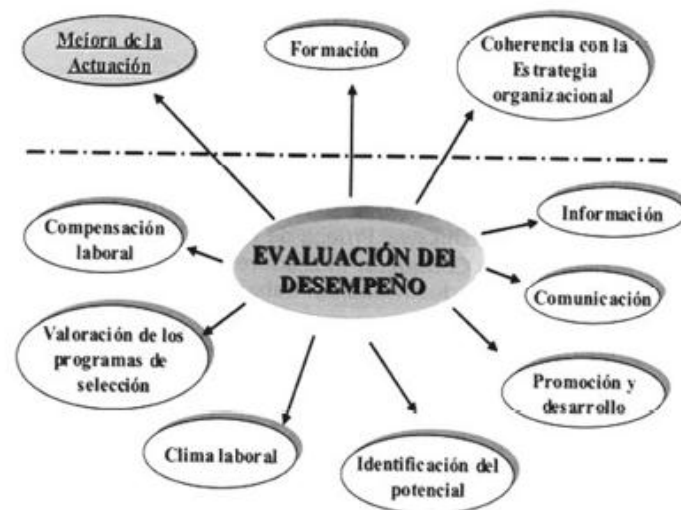 Mejora de la
Actuación
Formación
Coherencia con la
Estrategia
organizacional
Compensación
laboral
EVALUACIÓN DEl
DESEMPEÑO
Información
Comunicación
Valoración de los
programas de
selección
Promoción y
desarrollo
Clima laboral
Identificación del
potencial